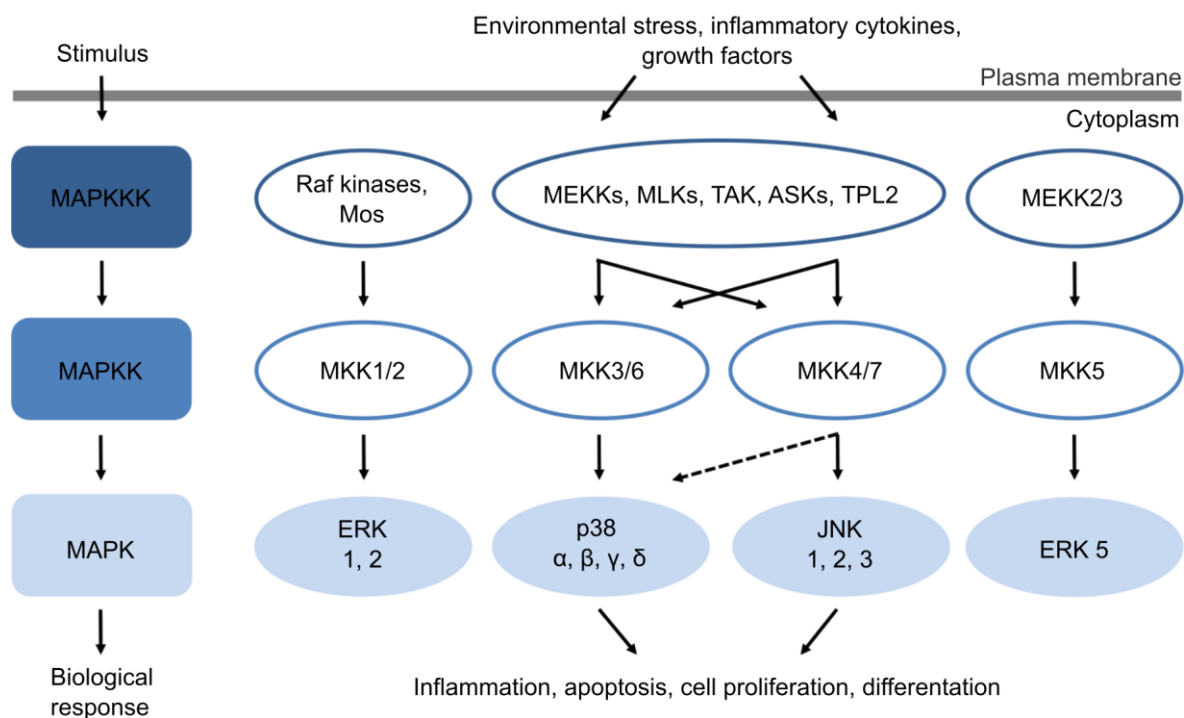 Stimulus
Environmental stress, inflammatory cytokines,
growth factors
Plasma membrane
Cytoplasm
MAPKKK
Raf kinases,
Mos
MEKKs, MLKs, TAK, ASKs, TPL2
MEKK2/3
MAPKK
MKK1/2
MKK3/6
MKK4/7
MKK5
MAPK
ERK
1, 2
p38
α, β, γ, δ
JNK
1, 2, 3
ERK 5
Biological
response
Inflammation, apoptosis, cell proliferation, differentation